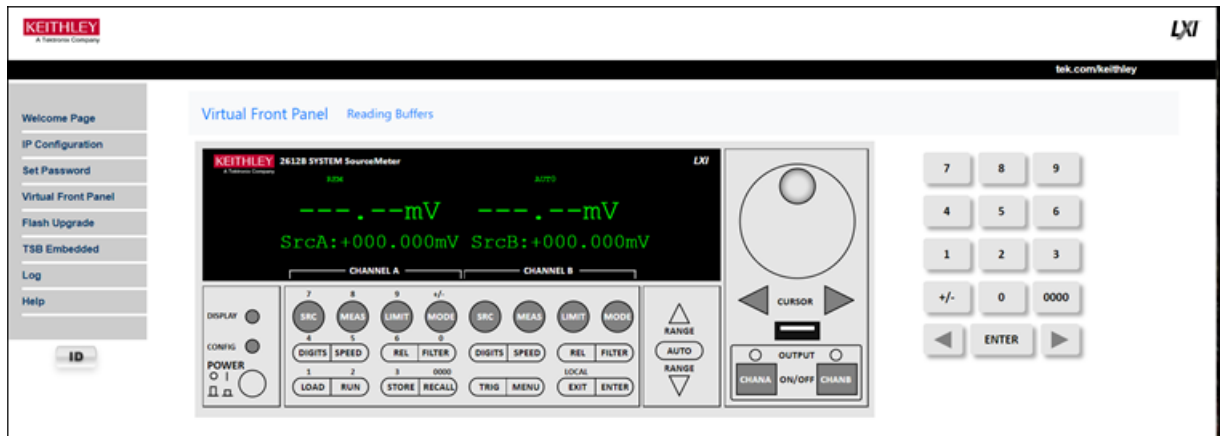 KEITHLEY
A Tektronix Company
LXI
tek.com/keithley
Welcome Page
IP Configuration
Set Password
Virtual Front Panel
Flash Upgrade
TSB Embedded
Log
Help
ID
Virtual Front Panel Reading Buffers
KEITHLEY 2612B SYSTEM SourceMeter LXI
A Tektronix Company
REM AUTO
---.--mV ---.--mV
SrcA:+000.000mV SrcB:+000.000mV
CHANNEL A CHANNEL B
7 8 9 +/-
DISPLAY SRC MEAS LIMIT MODE SRC MEAS LIMIT MODE
RANGE
4 5 6 0
CONFIG DIGITS SPEED REL FILTER DIGITS SPEED REL FILTER AUTO
POWER
O I
1 2 3 0000 LOCAL RANGE
LOAD RUN STORE RECALL TRIG MENU EXIT ENTER
CURSOR
OUTPUT
CHANA ON/OFF CHANB
7 8 9
4 5 6
1 2 3
+/- 0 0000
ENTER